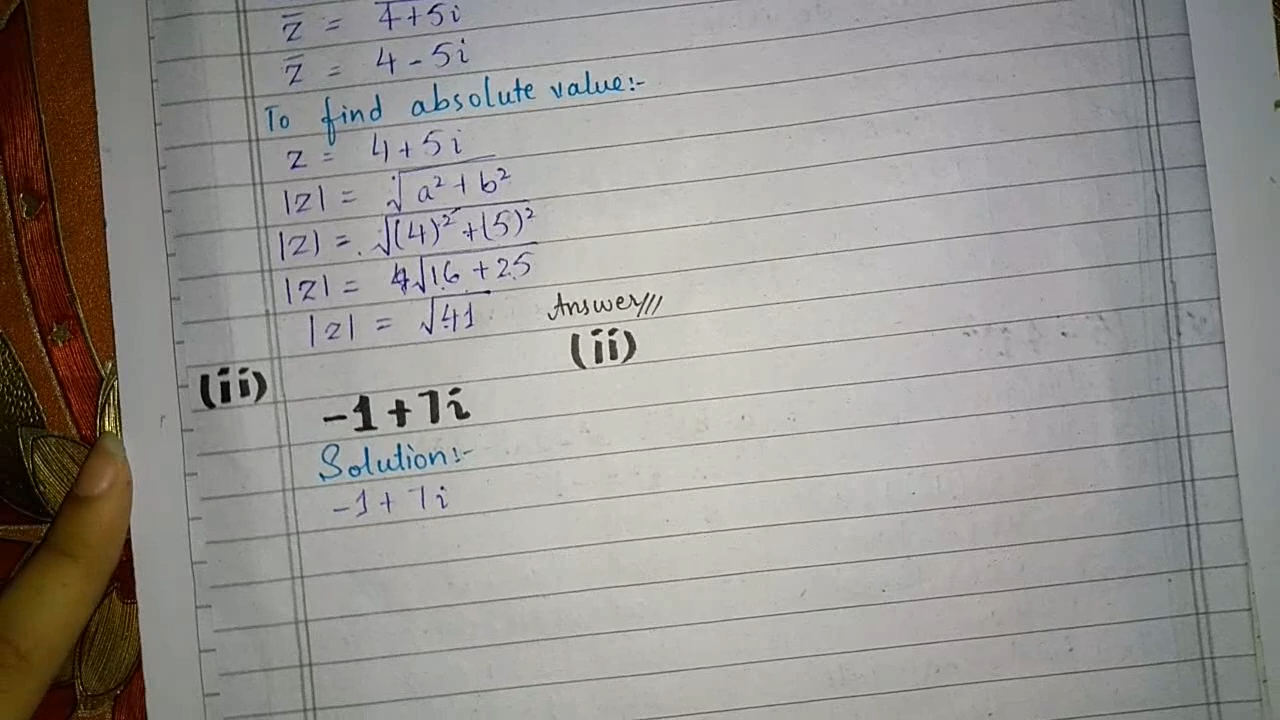 z̅ = 4+5i
z̅ = 4-5i
To find absolute value:-
z = 4+5i
|z| = √a²+b²
|z| = √(4)²+(5)²
|z| = 4√16+25
|z| = √41 Answer///
(ii)
(ii)
-1+7i
Solution:-
-1+7i